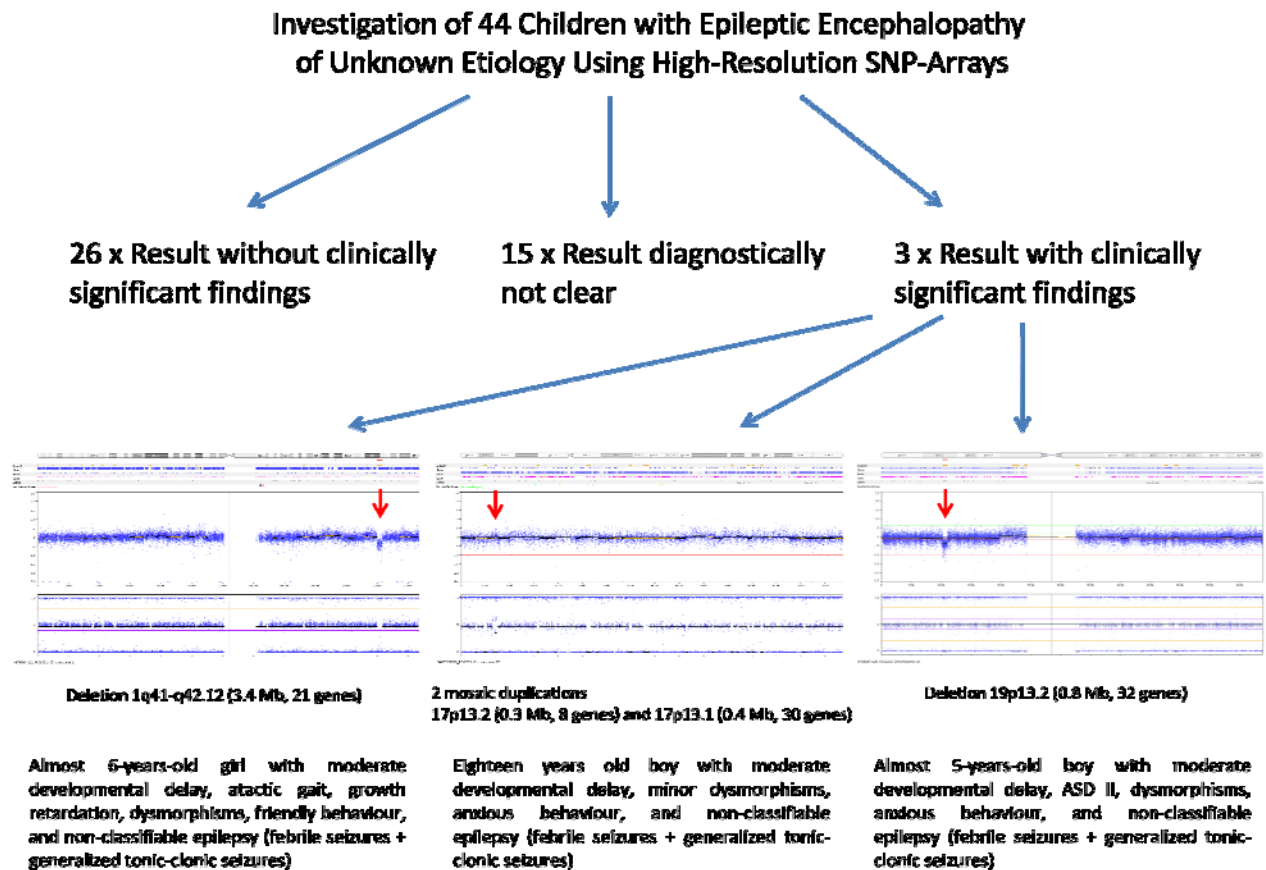 Investigation of 44 Children with Epileptic Encephalopathy
of Unknown Etiology Using High-Resolution SNP-Arrays
26 x Result without clinically
significant findings
15 x Result diagnostically
not clear
3 x Result with clinically
significant findings
Deletion 1q41-q42.12 (3.4 Mb, 21 genes)
2 mosaic duplications
17p13.2 (0.3 Mb, 8 genes) and 17p13.1 (0.4 Mb, 30 genes)
Deletion 19p13.2 (0.8 Mb, 32 genes)
Almost 6-years-old girl with moderate
developmental delay, atactic gait, growth
retardation, dysmorphisms, friendly behaviour,
and non-classifiable epilepsy (febrile seizures +
generalized tonic-clonic seizures)
Eighteen years old boy with moderate
developmental delay, minor dysmorphisms,
anxious behaviour, and non-classifiable
epilepsy (febrile seizures + generalized tonic-
clonic seizures)
Almost 5-years-old boy with moderate
developmental delay, ASD II, dysmorphisms,
anxious behaviour, and non-classifiable
epilepsy (febrile seizures + generalized tonic-
clonic seizures)